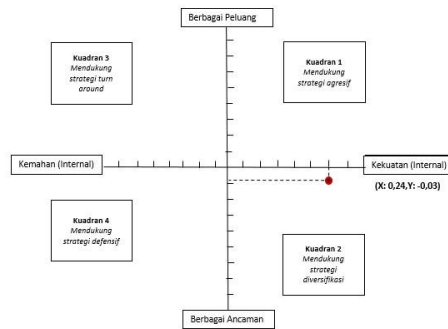 Berbagai Peluang
Kuadran 3
Mendukung
strategi turn
around
Kuadran 1
Mendukung
strategi agresif
Kemahan (Internal)
Kekuatan (Internal)
(X: 0,24,Y: -0,03)
Kuadran 4
Mendukung
strategi defensif
Kuadran 2
Mendukung
strategi
diversifikasi
Berbagai Ancaman